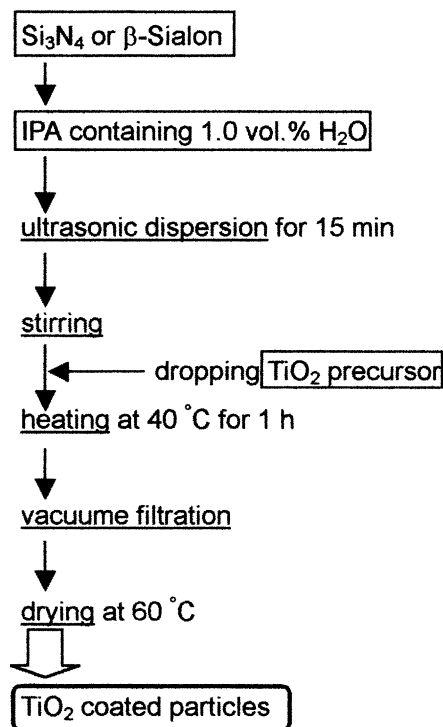 Si₃N₄ or β-Sialon
IPA containing 1.0 vol.% H₂O
ultrasonic dispersion for 15 min
stirring
dropping TiO₂ precursor
heating at 40 °C for 1 h
vacuume filtration
drying at 60 °C
TiO₂ coated particles